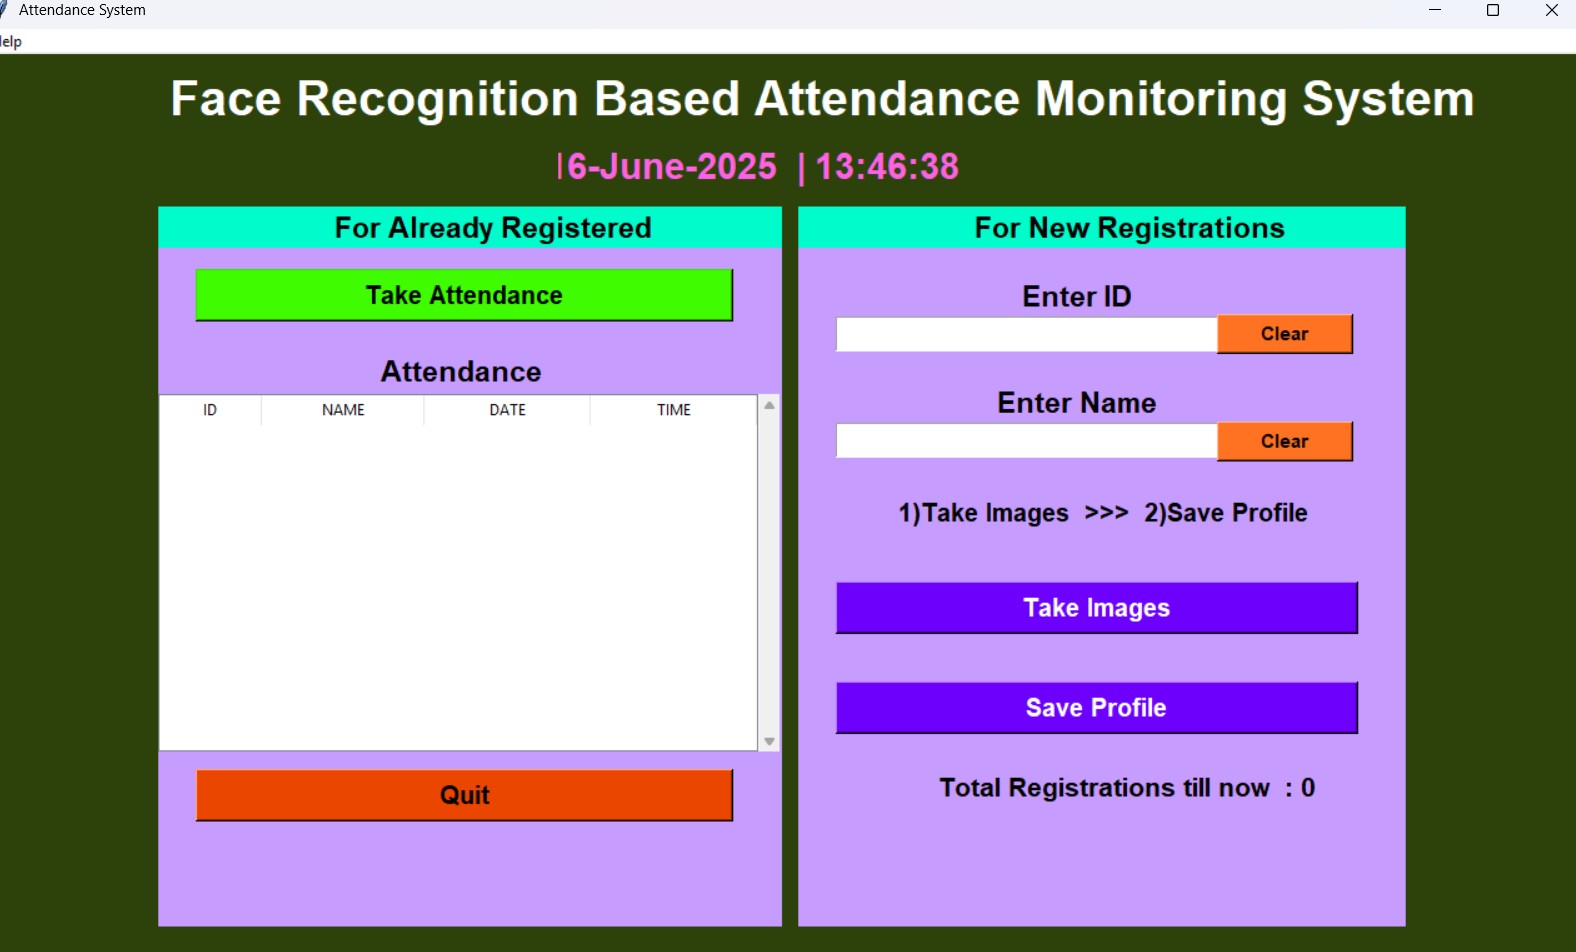 Attendance System
elp
Face Recognition Based Attendance Monitoring System
6-June-2025 | 13:46:38
For Already Registered
Take Attendance
Attendance
ID NAME DATE TIME
Quit
For New Registrations
Enter ID
Clear
Enter Name
Clear
1)Take Images >>> 2)Save Profile
Take Images
Save Profile
Total Registrations till now : 0